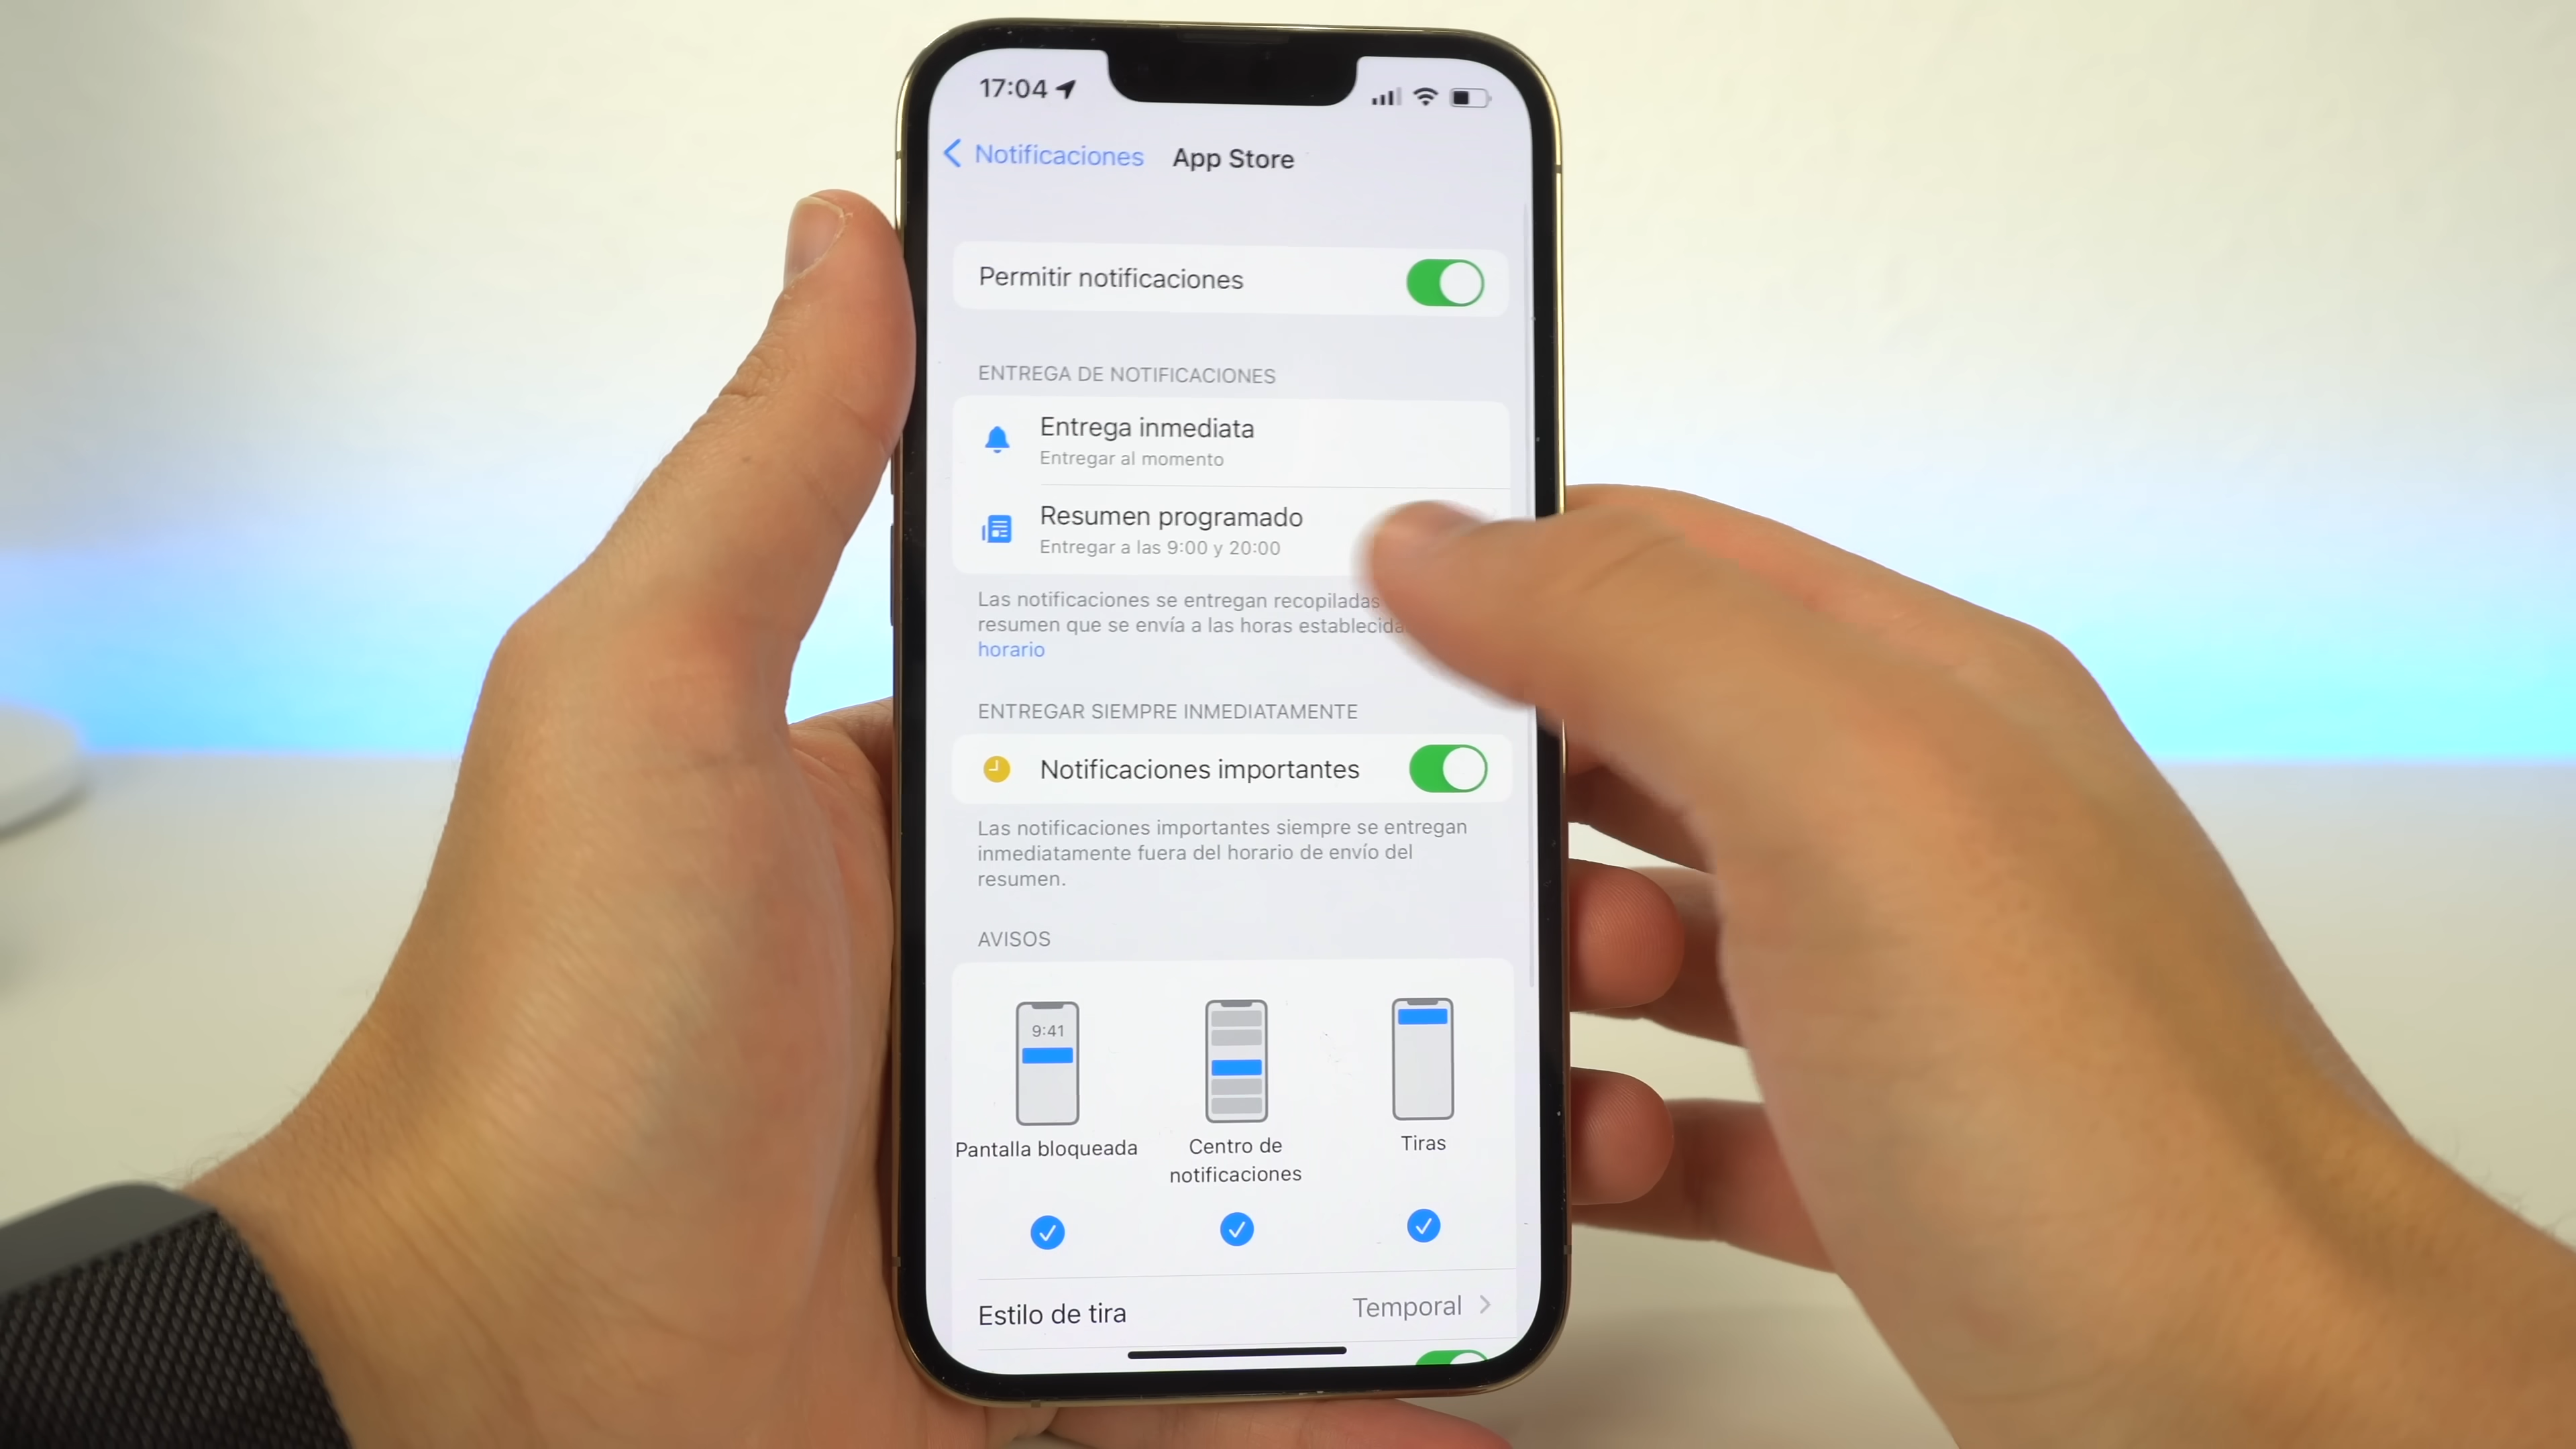 17:04
Notificaciones App Store
Permitir notificaciones
ENTREGA DE NOTIFICACIONES
Entrega inmediata
Entregar al momento
Resumen programado
Entregar a las 9:00 y 20:00
Las notificaciones se entregan recopiladas
resumen que se envía a las horas
horario
ENTREGAR SIEMPRE INMEDIATAMENTE
Notificaciones importantes
Las notificaciones importantes siempre se entregan
inmediatamente fuera del horario de envío del
resumen.
AVISOS
9:41
Pantalla bloqueada
Centro de
notificaciones
Tiras
Estilo de tira Temporal